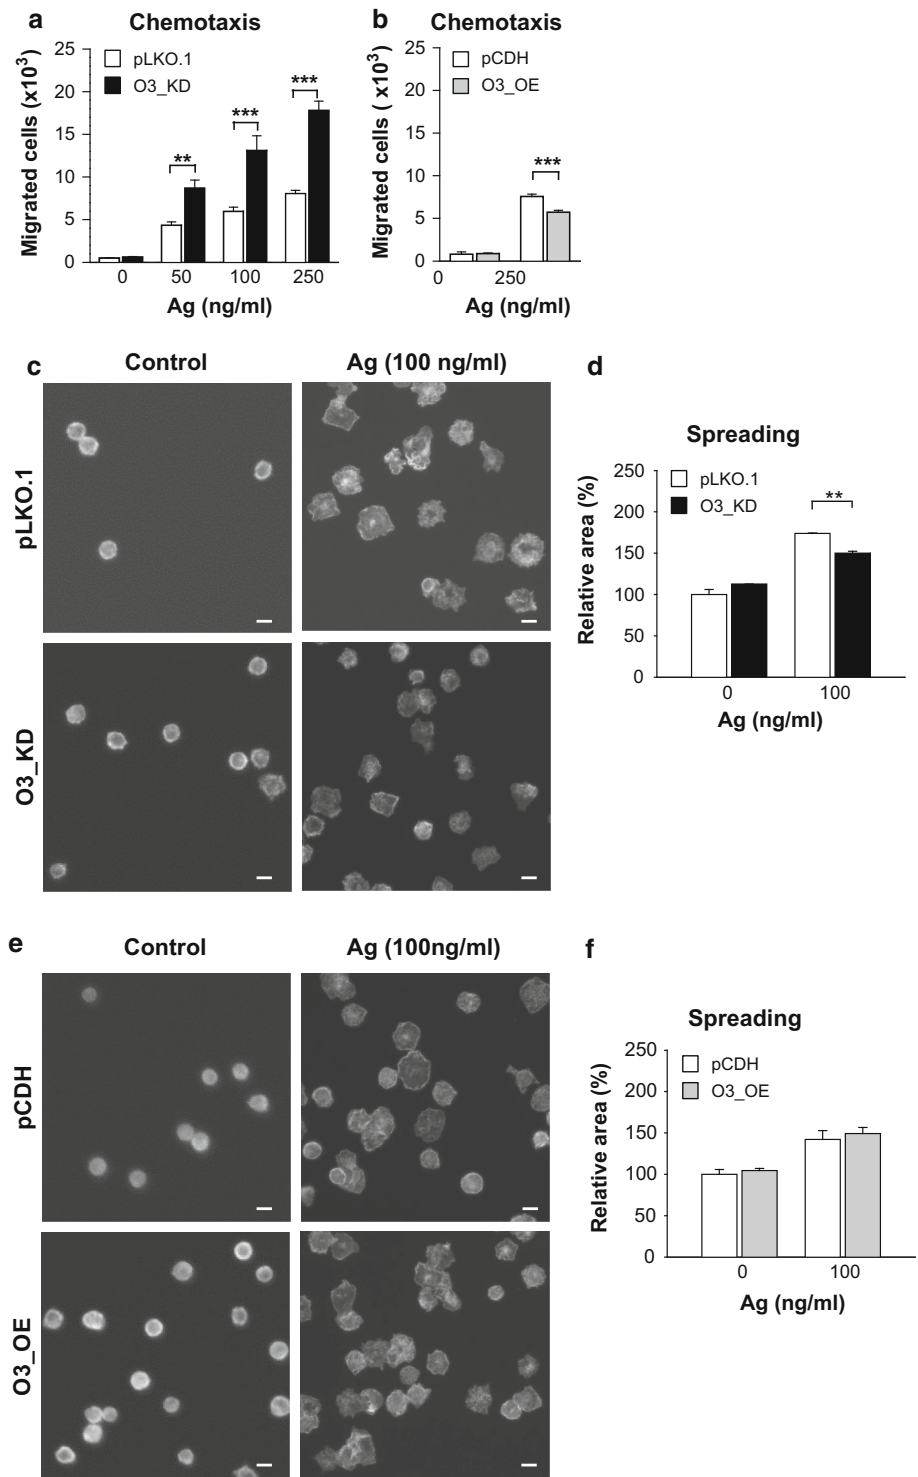 a
Chemotaxis
Migrated cells (x10³)
25
20
15
10
5
0
pLKO.1
O3_KD
**
***
***
0 50 100 250
Ag (ng/ml)
b
Chemotaxis
Migrated cells ( x10³)
25
20
15
10
5
0
pCDH
O3_OE
***
0 250
Ag (ng/ml)
c
Control
Ag (100 ng/ml)
pLKO.1
O3_KD
d
Spreading
Relative area (%)
250
200
150
100
50
0
pLKO.1
O3_KD
**
0 100
Ag (ng/ml)
e
Control
Ag (100ng/ml)
pCDH
O3_OE
f
Spreading
Relative area (%)
250
200
150
100
50
0
pCDH
O3_OE
0 100
Ag (ng/ml)